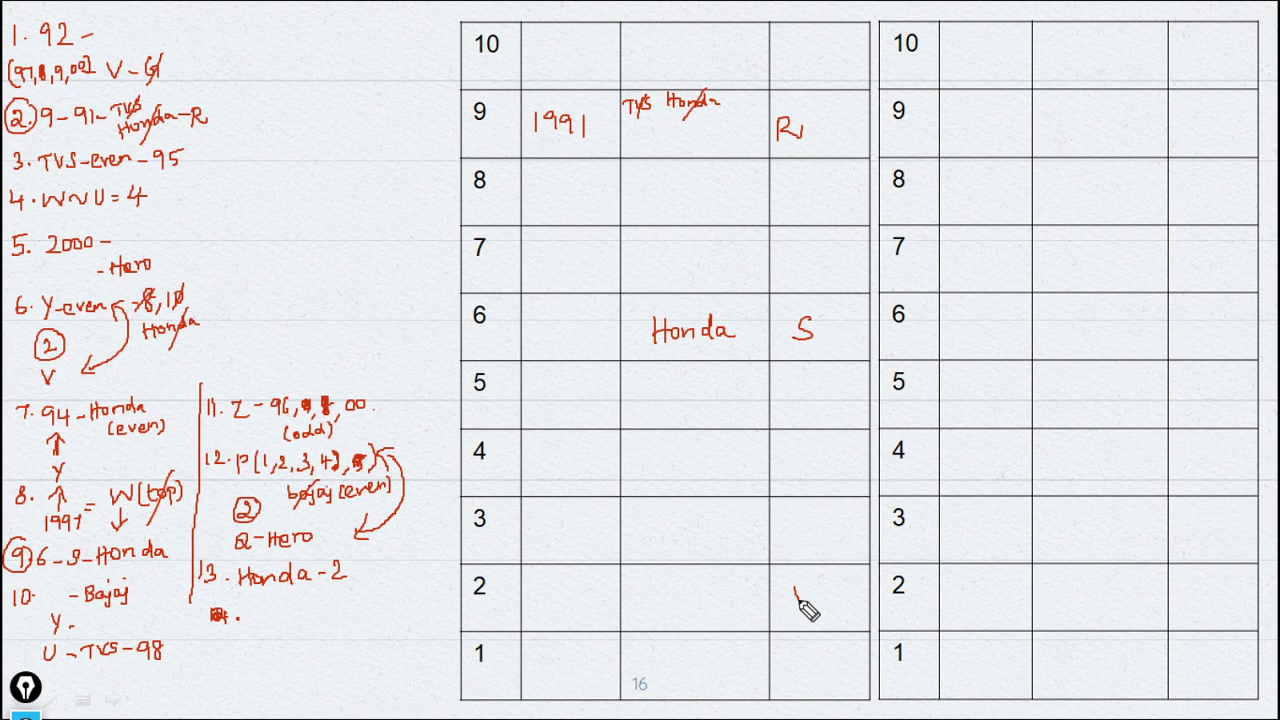 1. 92 -
V - G
2. 9 - 91 - TVS
Honda - R
3. TVS - even - 95
4. W ~ U = 4
5. 2000 -
- Hero
6. Y - even → 8, 10
Honda
2
V
7. 94 - Honda
(even)
Y
8. = W [top]
1997
9. 6 - S - Honda
10. - Bajaj
Y -
U - TVS - 98
11. Z - 96, 00.
(odd)
12. P [1, 2, 3,
bajaj [even]
2
Q - Hero
13. Honda - 2
10
9 1991 TVS Honda R
8
7
6 Honda S
5
4
3
2
1
16
10
9
8
7
6
5
4
3
2
1